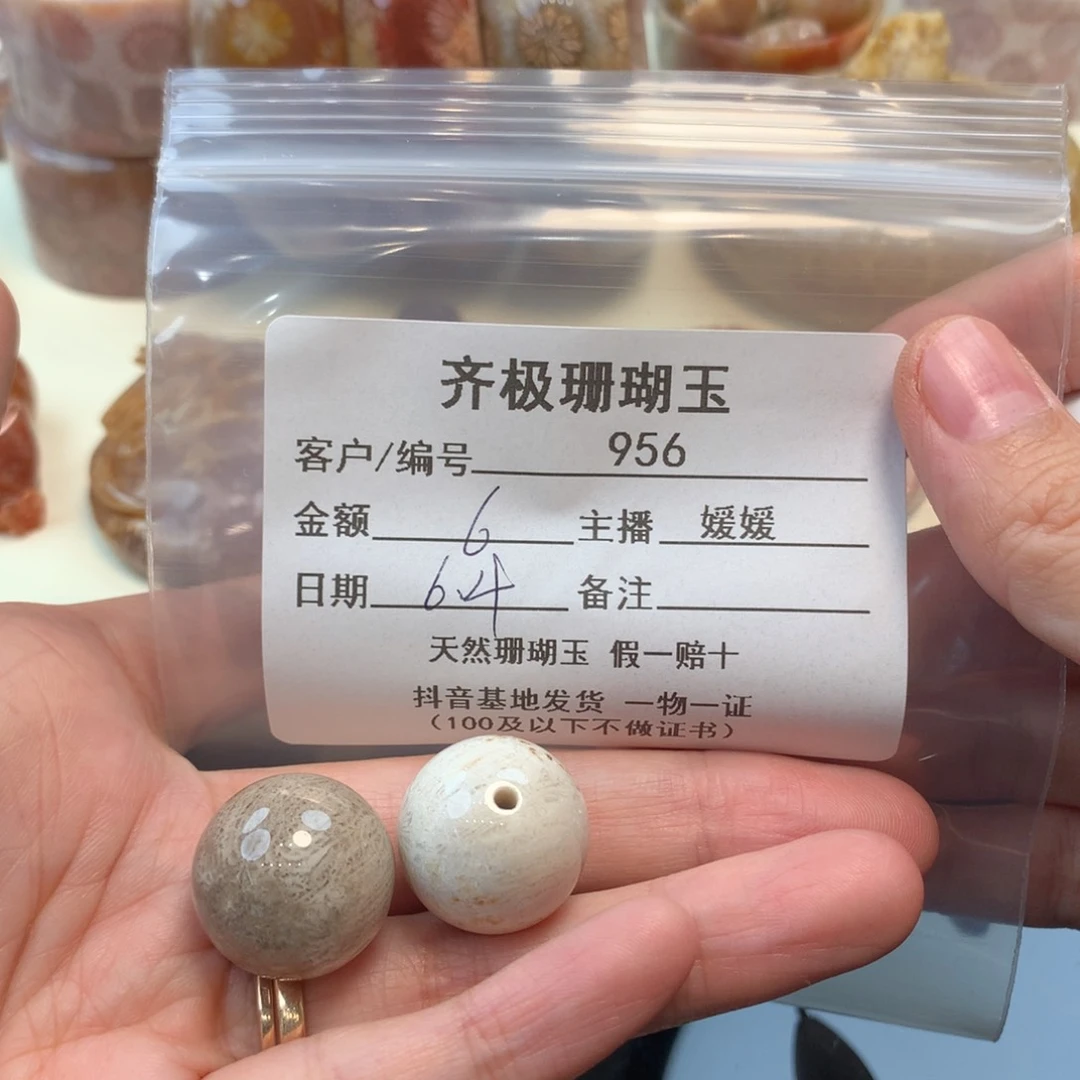 齐极珊瑚玉
客户/编号 956
金额 6 主播 媛媛
日期 6.4 备注
天然珊瑚玉 假一赔十
抖音基地发货 一物一证
(100及以下不做证书)